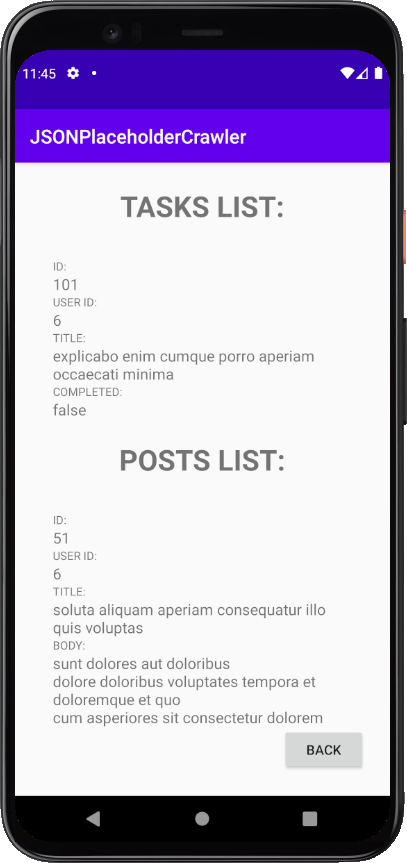 11:45
JSONPlaceholderCrawler
TASKS LIST:
ID:
101
USER ID:
6
TITLE:
explicabo enim cumque porro aperiam
occaecati minima
COMPLETED:
false
POSTS LIST:
ID:
51
USER ID:
6
TITLE:
soluta aliquam aperiam consequatur illo
quis voluptas
BODY:
sunt dolores aut doloribus
dolore doloribus voluptates tempora et
doloremque et quo
cum asperiores sit consectetur dolorem
BACK